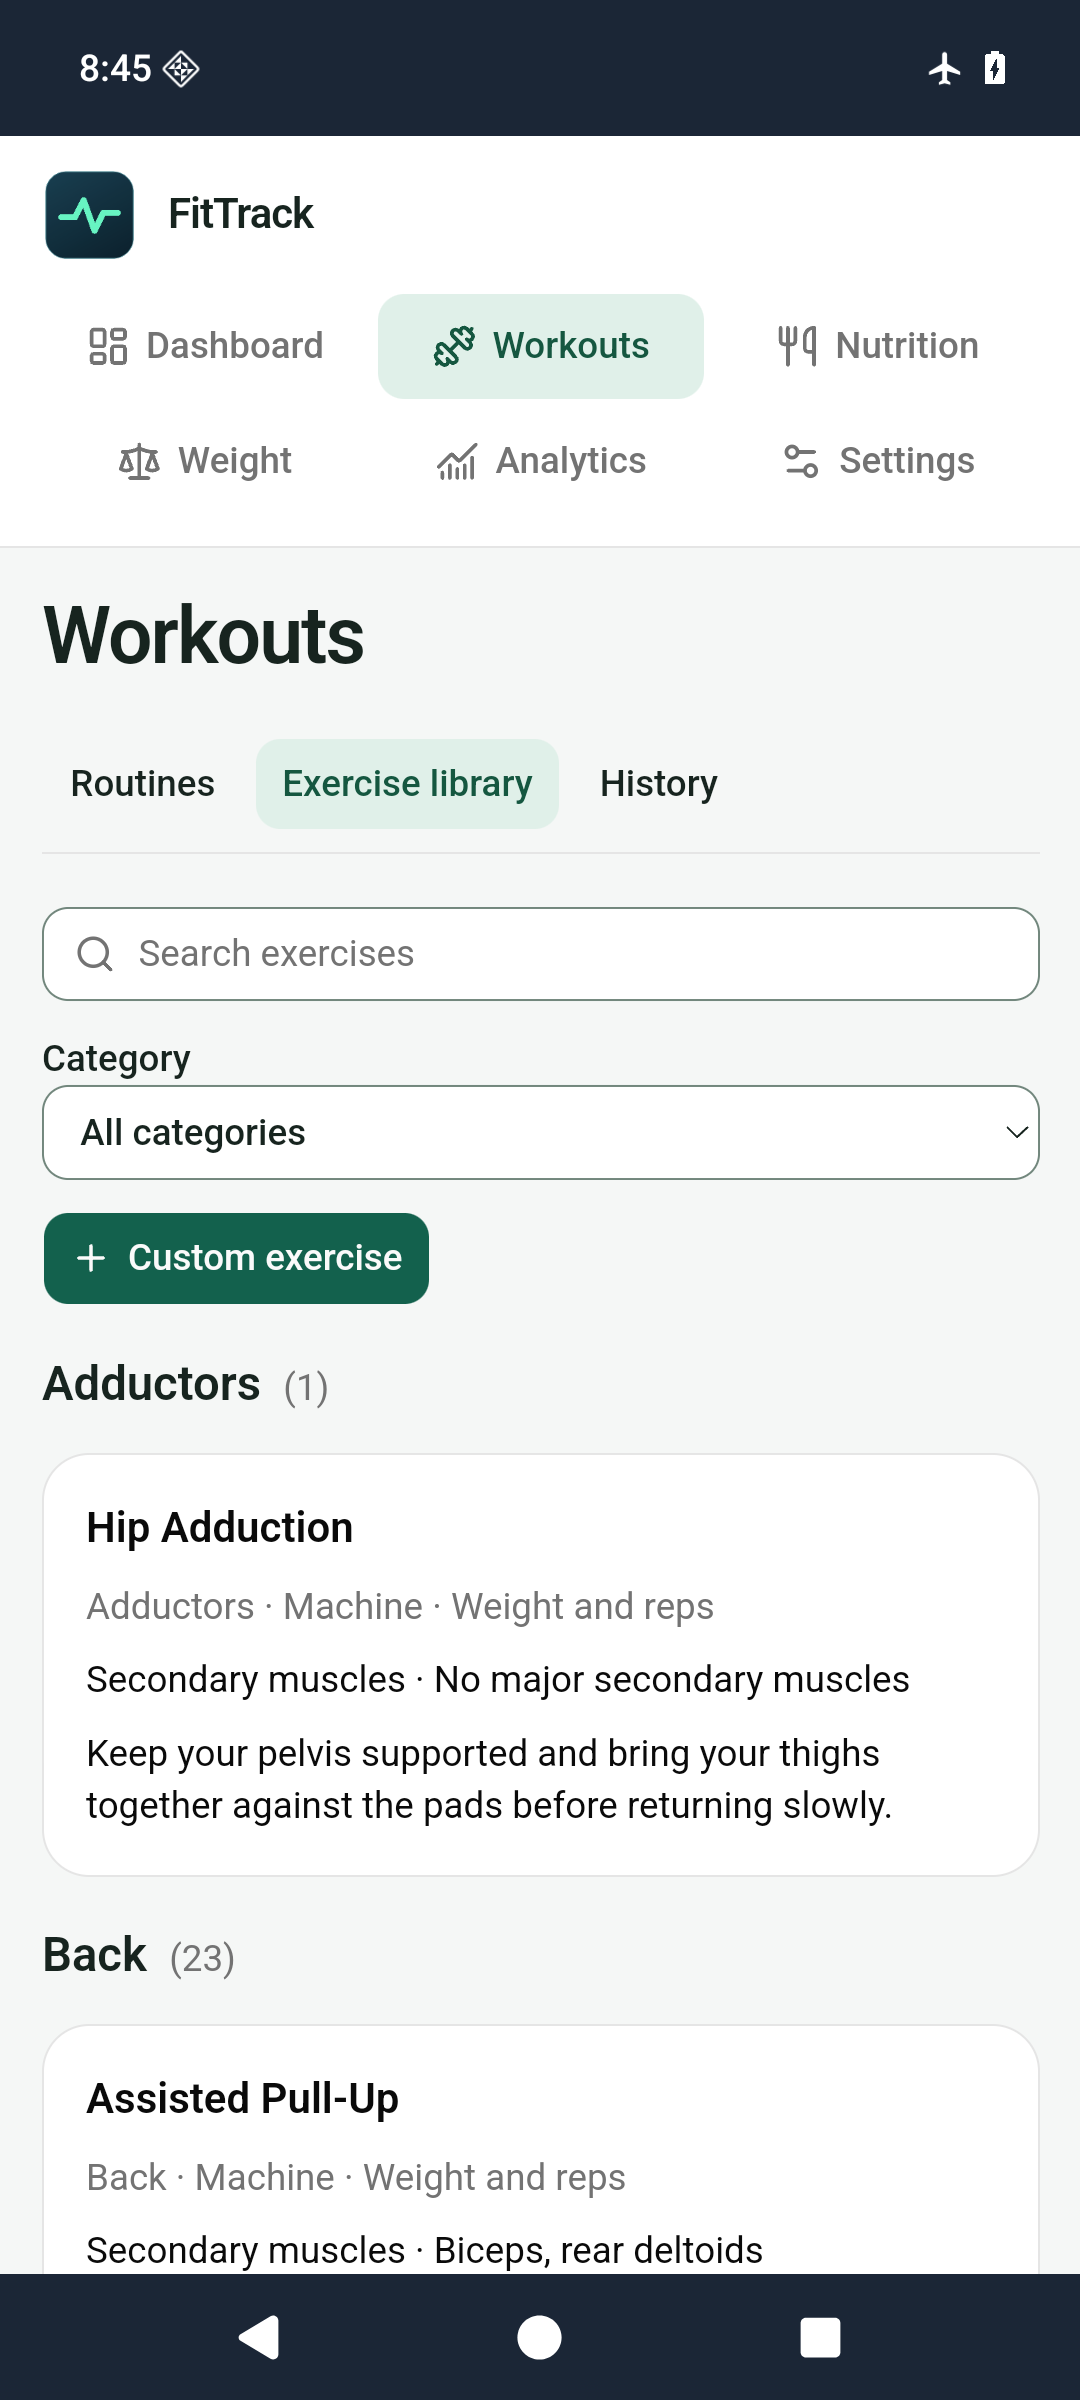 8:45
FitTrack
Dashboard
Workouts
Nutrition
Weight
Analytics
Settings
Workouts
Routines
Exercise library
History
Search exercises
Category
All categories
Custom exercise
Adductors (1)
Hip Adduction
Adductors · Machine · Weight and reps
Secondary muscles · No major secondary muscles
Keep your pelvis supported and bring your thighs
together against the pads before returning slowly.
Back (23)
Assisted Pull-Up
Back · Machine · Weight and reps
Secondary muscles · Biceps, rear deltoids